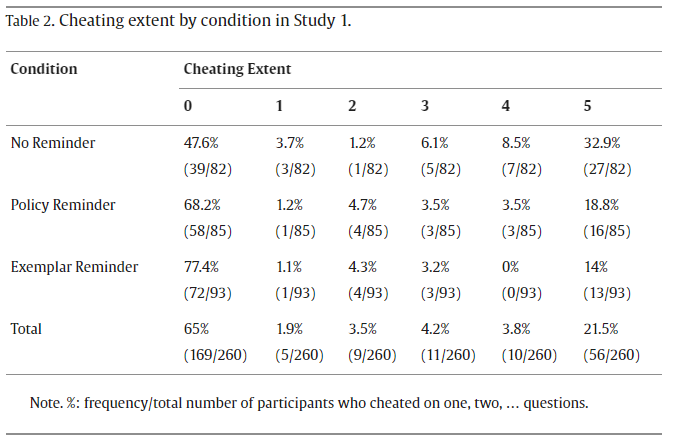 Table 2. Cheating extent by condition in Study 1.
Condition Cheating Extent
0 1 2 3 4 5
No Reminder 47.6% 3.7% 1.2% 6.1% 8.5% 32.9%
(39/82) (3/82) (1/82) (5/82) (7/82) (27/82)
Policy Reminder 68.2% 1.2% 4.7% 3.5% 3.5% 18.8%
(58/85) (1/85) (4/85) (3/85) (3/85) (16/85)
Exemplar Reminder 77.4% 1.1% 4.3% 3.2% 0% 14%
(72/93) (1/93) (4/93) (3/93) (0/93) (13/93)
Total 65% 1.9% 3.5% 4.2% 3.8% 21.5%
(169/260) (5/260) (9/260) (11/260) (10/260) (56/260)
Note. %: frequency/total number of participants who cheated on one, two, … questions.